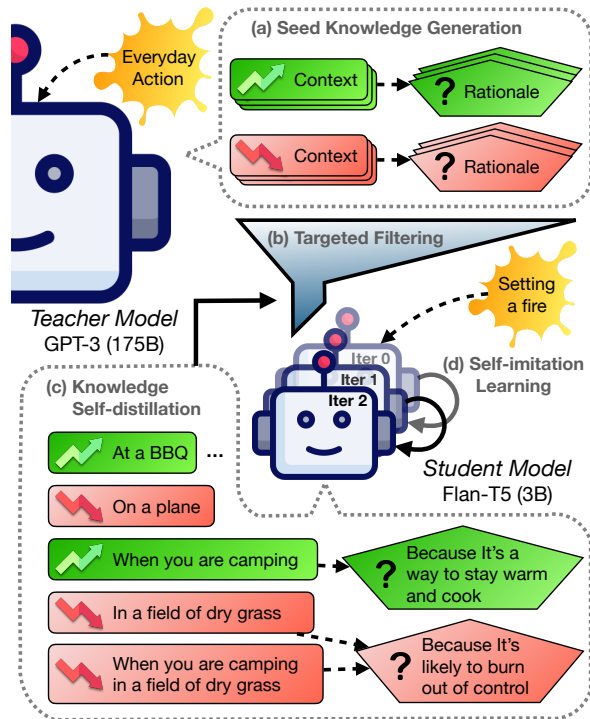 (a) Seed Knowledge Generation
Everyday
Action
Context
? Rationale
Context
? Rationale
(b) Targeted Filtering
Setting
a fire
Teacher Model
GPT-3 (175B)
Iter 0
Iter 1
Iter 2
(d) Self-imitation
Learning
(c) Knowledge
Self-distillation
At a BBQ ...
Student Model
Flan-T5 (3B)
On a plane
When you are camping
? Because It's a
way to stay warm
and cook
In a field of dry grass
When you are camping
in a field of dry grass
? Because It's
likely to burn
out of control